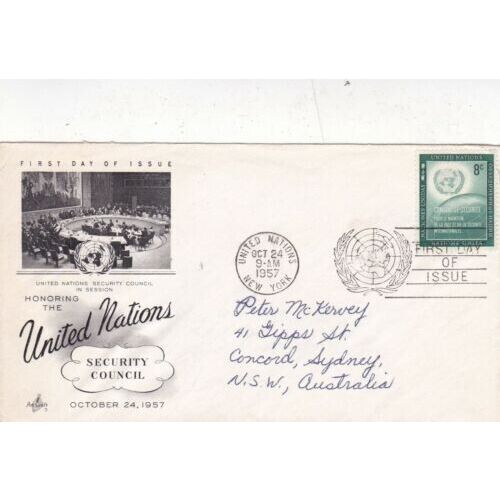 FIRST DAY OF ISSUE
UNITED NATIONS SECURITY COUNCIL
IN SESSION
HONORING
THE
United Nations
SECURITY
COUNCIL
OCTOBER 24, 1957
UNITED NATIONS
OCT 24
9-AM
1957
NEW YORK
UNITED NATIONS
8c
FIRST DAY
OF
ISSUE
Peter McKervey
41 Gipps St.
Concord, Sydney,
N.S.W., Australia